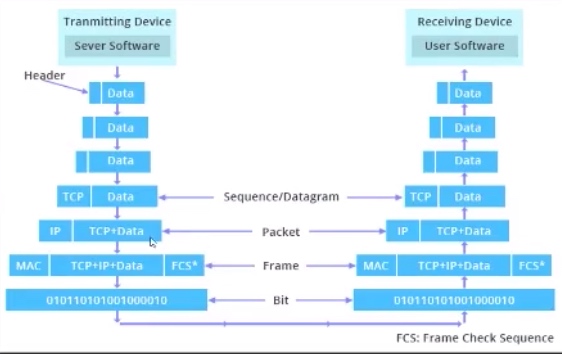 Tranmitting Device
Sever Software
Receiving Device
User Software
Header
Data
Data
Data
Data
Data
Data
TCP Data
Sequence/Datagram
TCP Data
IP TCP+Data
Packet
IP TCP+Data
MAC TCP+IP+Data FCS*
Frame
MAC TCP+IP+Data FCS*
010110101001000010
Bit
010110101001000010
FCS: Frame Check Sequence